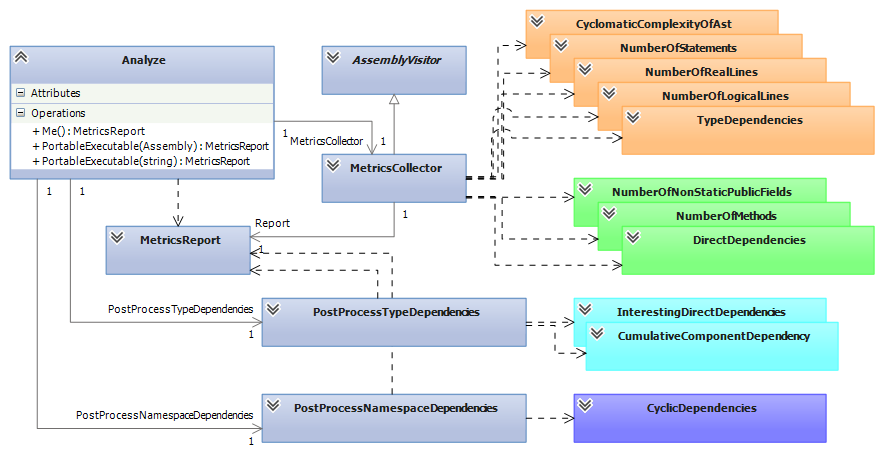 Analyze
Attributes
Operations
+ Me() : MetricsReport
+ PortableExecutable(Assembly) : MetricsReport
+ PortableExecutable(string) : MetricsReport
AssemblyVisitor
1
MetricsCollector
1
MetricsCollector
1
1
1
Report
1
MetricsReport
PostProcessTypeDependencies
1
PostProcessTypeDependencies
PostProcessNamespaceDependencies
1
PostProcessNamespaceDependencies
CyclomaticComplexityOfAst
NumberOfStatements
NumberOfRealLines
NumberOfLogicalLines
TypeDependencies
NumberOfNonStaticPublicFields
NumberOfMethods
DirectDependencies
InterestingDirectDependencies
CumulativeComponentDependency
CyclicDependencies